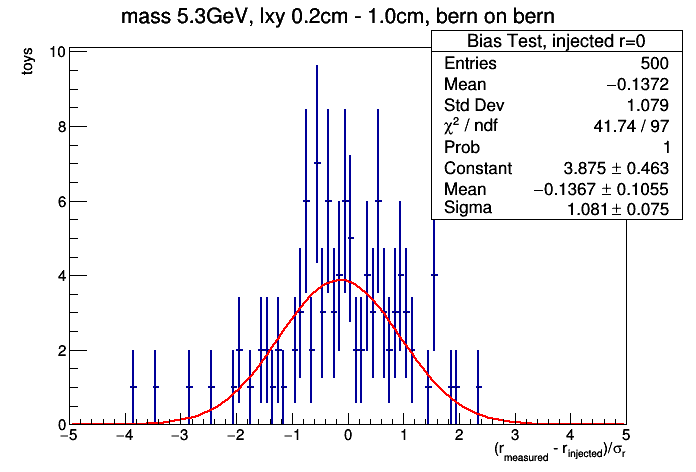 mass 5.3GeV, lxy 0.2cm - 1.0cm, bern on bern
toys
Bias Test, injected r=0
Entries 500
Mean −0.1372
Std Dev 1.079
χ² / ndf 41.74 / 97
Prob 1
Constant 3.875 ± 0.463
Mean −0.1367 ± 0.1055
Sigma 1.081 ± 0.075
10
8
6
4
2
0
−5 −4 −3 −2 −1 0 1 2 3 4 5
(r_measured - r_injected)/σ_r